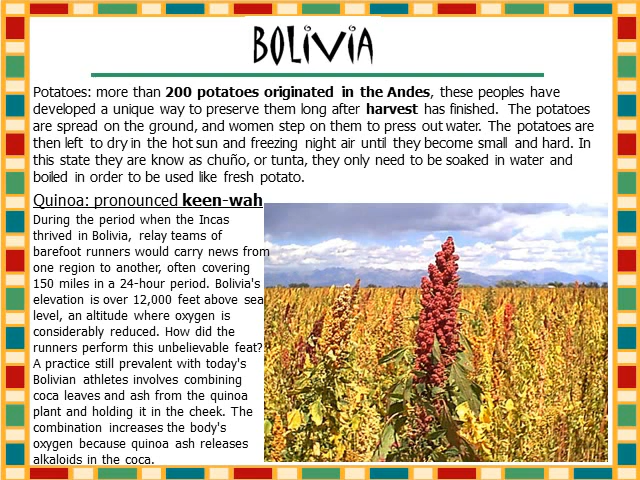 BOLIVIA
Potatoes: more than 200 potatoes originated in the Andes, these peoples have
developed a unique way to preserve them long after harvest has finished. The potatoes
are spread on the ground, and women step on them to press out water. The potatoes are
then left to dry in the hot sun and freezing night air until they become small and hard. In
this state they are know as chuño, or tunta, they only need to be soaked in water and
boiled in order to be used like fresh potato.
Quinoa: pronounced keen-wah
During the period when the Incas
thrived in Bolivia, relay teams of
barefoot runners would carry news from
one region to another, often covering
150 miles in a 24-hour period. Bolivia's
elevation is over 12,000 feet above sea
level, an altitude where oxygen is
considerably reduced. How did the
runners perform this unbelievable feat?
A practice still prevalent with today's
Bolivian athletes involves combining
coca leaves and ash from the quinoa
plant and holding it in the cheek. The
combination increases the body's
oxygen because quinoa ash releases
alkaloids in the coca.